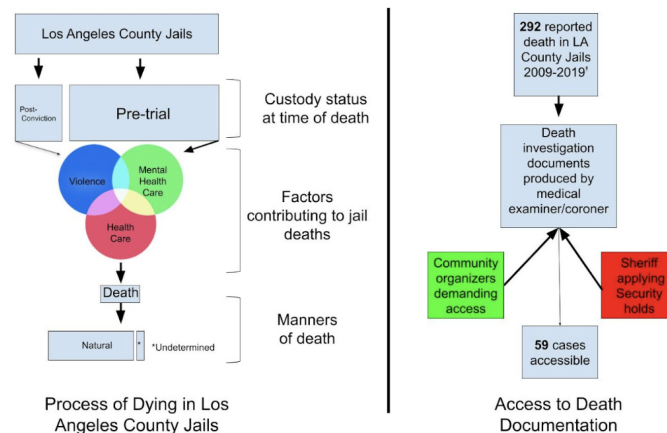 Los Angeles County Jails
Post-
Conviction
Pre-trial
Custody status
at time of death
Violence
Mental
Health
Care
Health
Care
Factors
contributing to jail
deaths
Death
Natural
*
*Undetermined
Manners
of death
Process of Dying in Los
Angeles County Jails
292 reported
death in LA
County Jails
2009-2019¹
Death
investigation
documents
produced by
medical
examiner/coroner
Community
organizers
demanding
access
Sheriff
applying
Security
holds
59 cases
accessible
Access to Death
Documentation